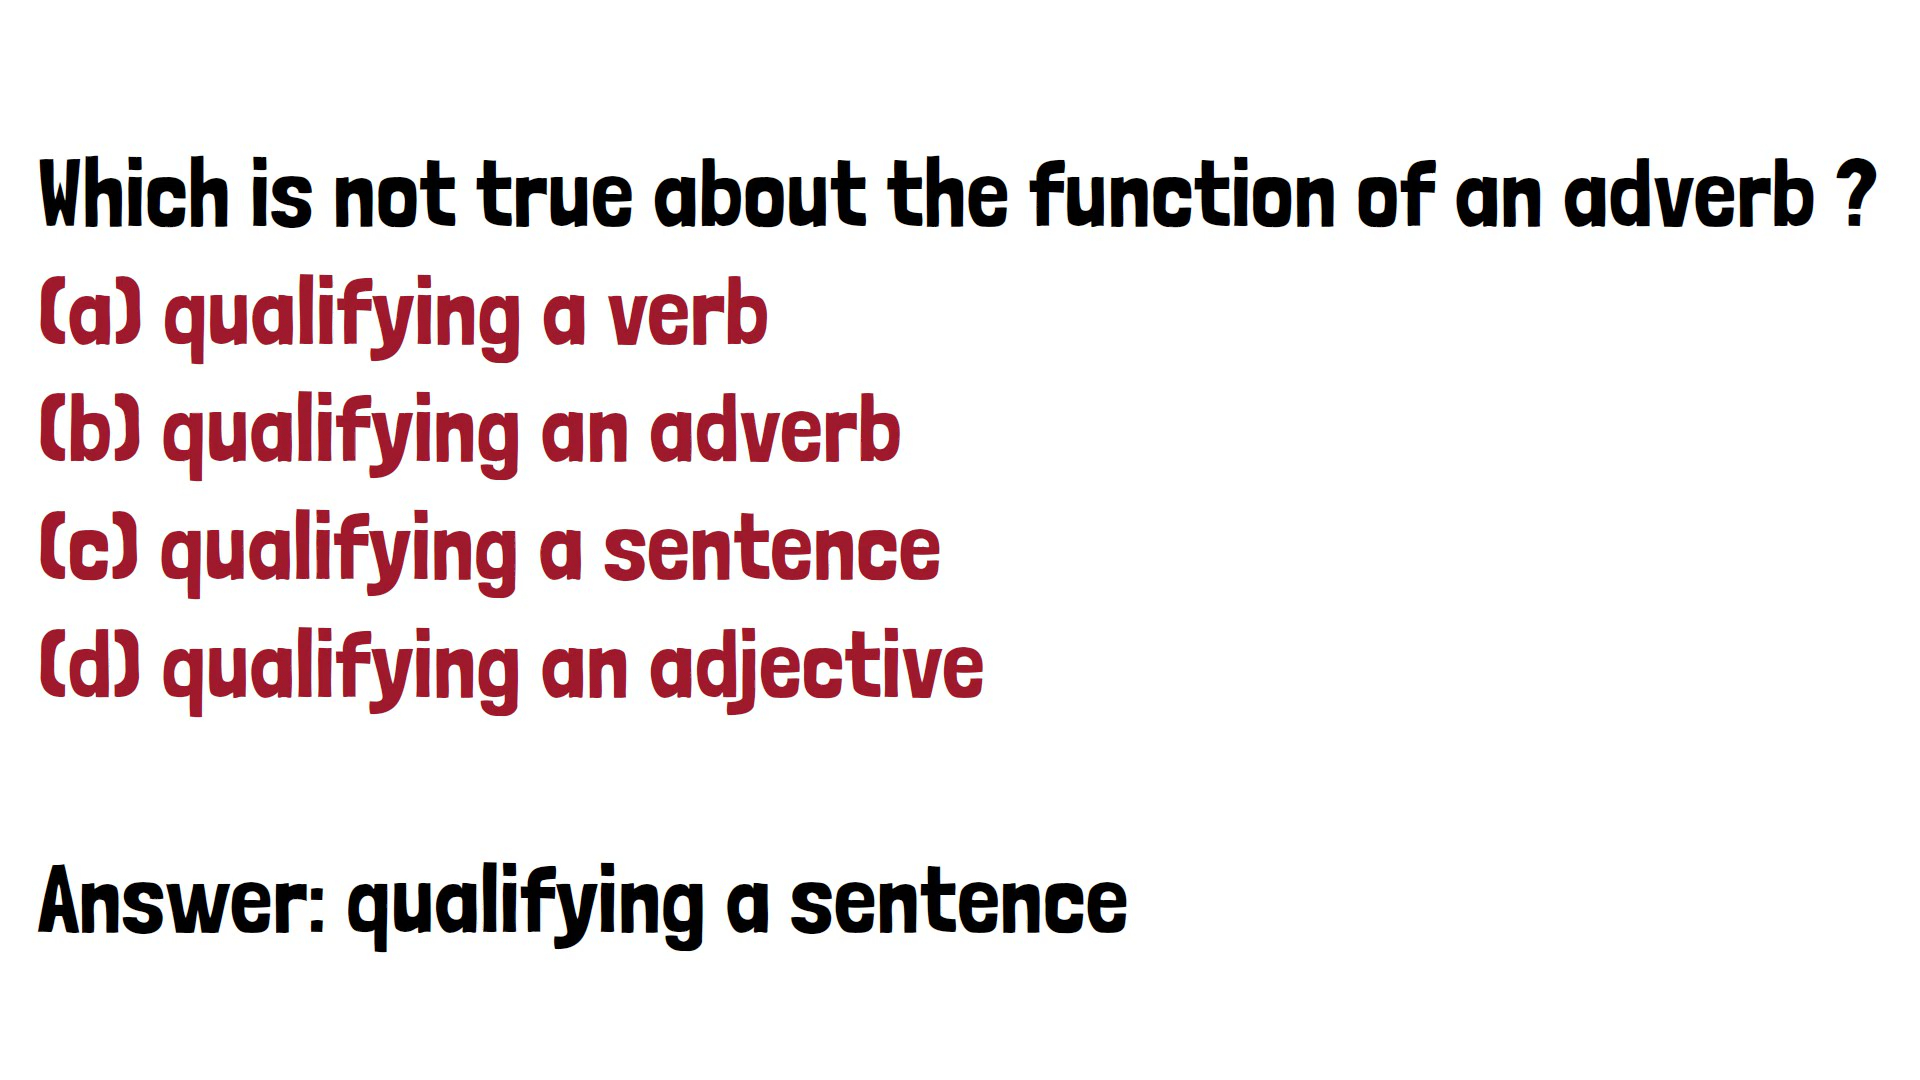 Which is not true about the function of an adverb ?
(a) qualifying a verb
(b) qualifying an adverb
(c) qualifying a sentence
(d) qualifying an adjective
Answer: qualifying a sentence